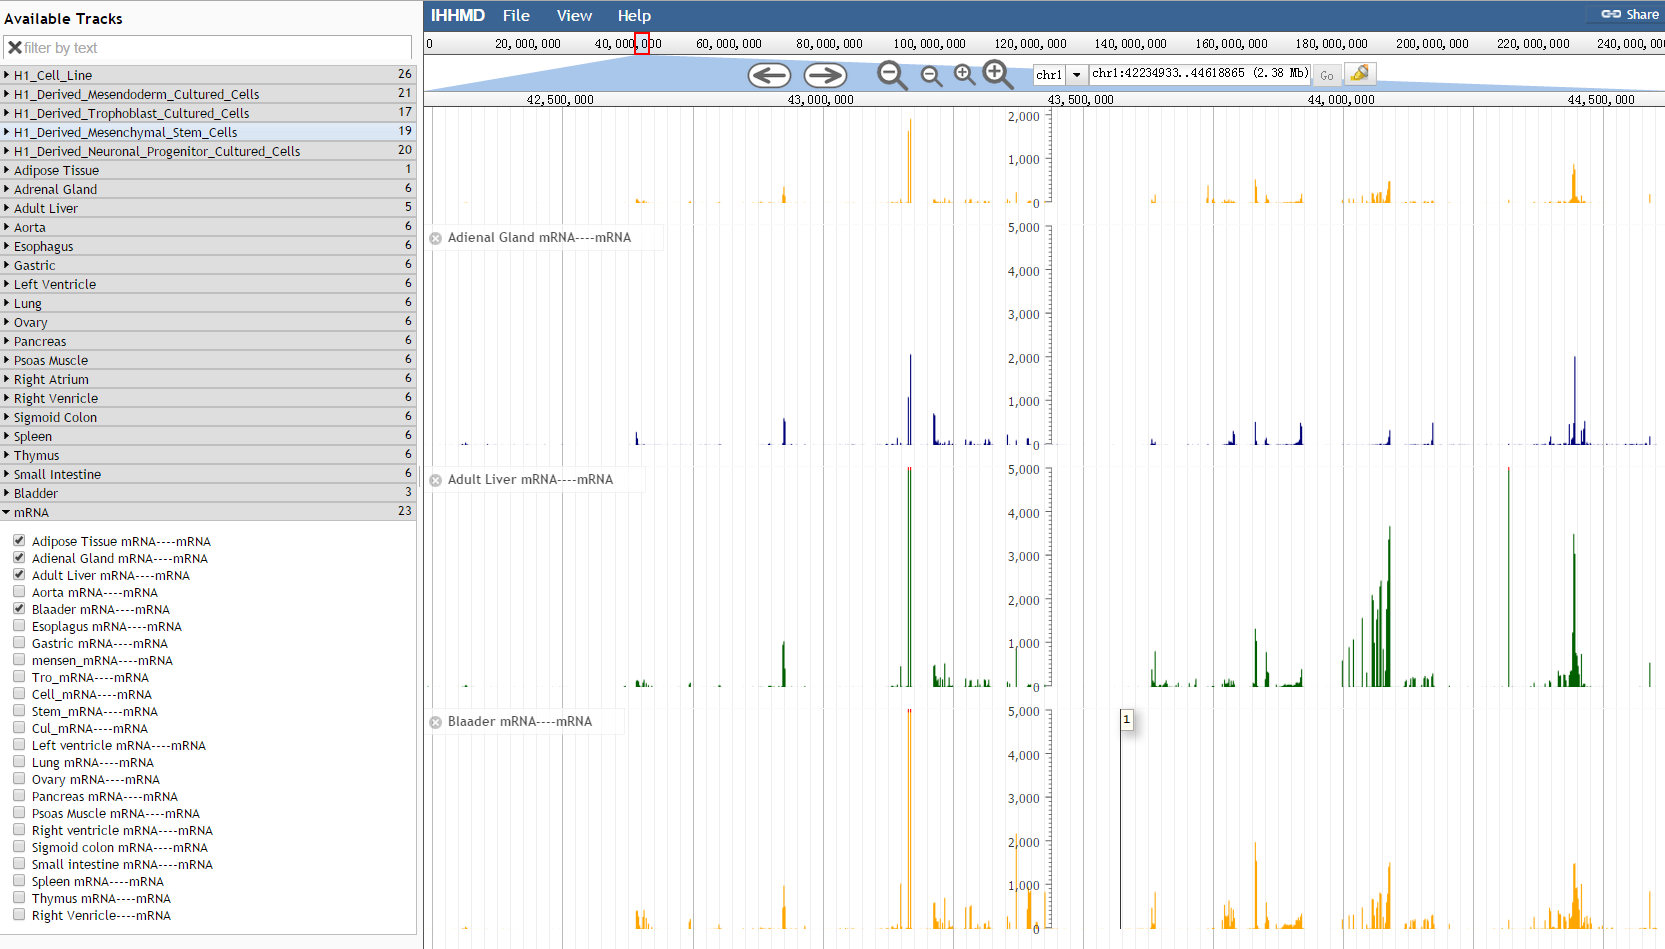 Available Tracks
filter by text
H1_Cell_Line 26
H1_Derived_Mesendoderm_Cultured_Cells 21
H1_Derived_Trophoblast_Cultured_Cells 17
H1_Derived_Mesenchymal_Stem_Cells 19
H1_Derived_Neuronal_Progenitor_Cultured_Cells 20
Adipose Tissue 1
Adrenal Gland 6
Adult Liver 5
Aorta 6
Esophagus 6
Gastric 6
Left Ventricle 6
Lung 6
Ovary 6
Pancreas 6
Psoas Muscle 6
Right Atrium 6
Right Venricle 6
Sigmoid Colon 6
Spleen 6
Thymus 6
Small Intestine 6
Bladder 3
mRNA 23
Adipose Tissue mRNA----mRNA
Adienal Gland mRNA----mRNA
Adult Liver mRNA----mRNA
Aorta mRNA----mRNA
Blaader mRNA----mRNA
Esoplagus mRNA----mRNA
Gastric mRNA----mRNA
mensen_mRNA----mRNA
Tro_mRNA----mRNA
Cell_mRNA----mRNA
Stem_mRNA----mRNA
Cul_mRNA----mRNA
Left ventricle mRNA----mRNA
Lung mRNA----mRNA
Ovary mRNA----mRNA
Pancreas mRNA----mRNA
Psoas Muscle mRNA----mRNA
Right ventricle mRNA----mRNA
Sigmoid colon mRNA----mRNA
Small intestine mRNA----mRNA
Spleen mRNA----mRNA
Thymus mRNA----mRNA
Right Venricle----mRNA
IHHMD File View Help Share
0 20,000,000 40,000,000 60,000,000 80,000,000 100,000,000 120,000,000 140,000,000 160,000,000 180,000,000 200,000,000 220,000,000 240,000,0
chr1 chr1:42234933..44618865 (2.38 Mb) Go
42,500,000 43,000,000 43,500,000 44,000,000 44,500,000
2,000
1,000
0
Adienal Gland mRNA----mRNA
5,000
4,000
3,000
2,000
1,000
0
Adult Liver mRNA----mRNA
5,000
4,000
3,000
2,000
1,000
0
Blaader mRNA----mRNA
5,000
1
4,000
3,000
2,000
1,000
0